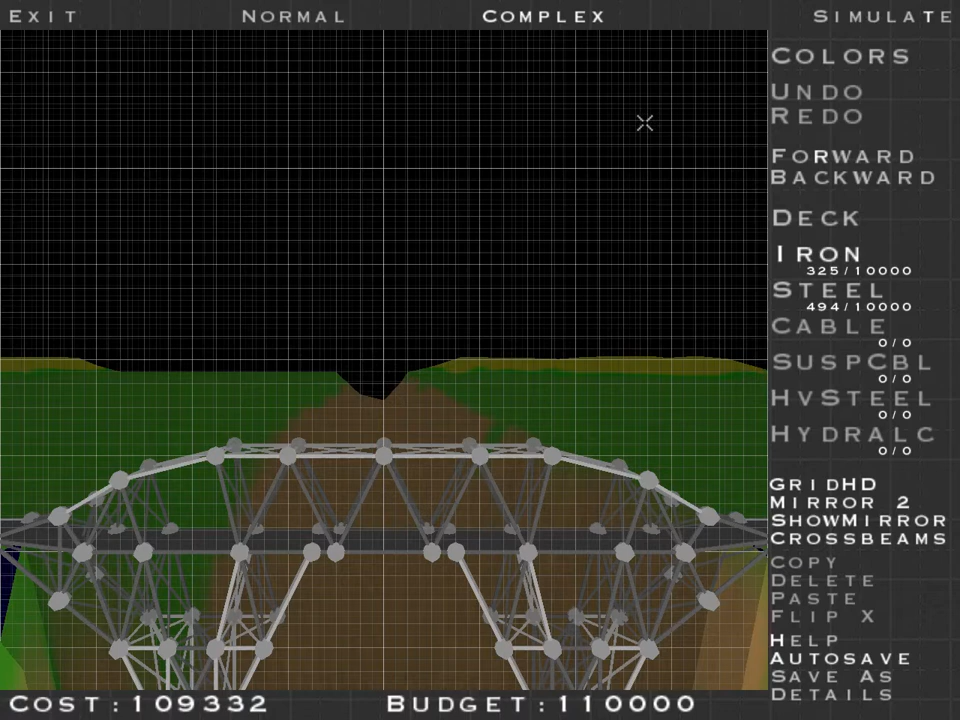 EXIT NORMAL COMPLEX SIMULATE
COLORS
UNDO
REDO
FORWARD
BACKWARD
DECK
IRON
325/10000
STEEL
494/10000
CABLE
0/0
SUSPCBL
0/0
HVSTEEL
0/0
HYDRALC
0/0
GRIDHD
MIRROR 2
SHOWMIRROR
CROSSBEAMS
COPY
DELETE
PASTE
FLIP X
HELP
AUTOSAVE
SAVE AS
DETAILS
COST:109332 BUDGET:110000